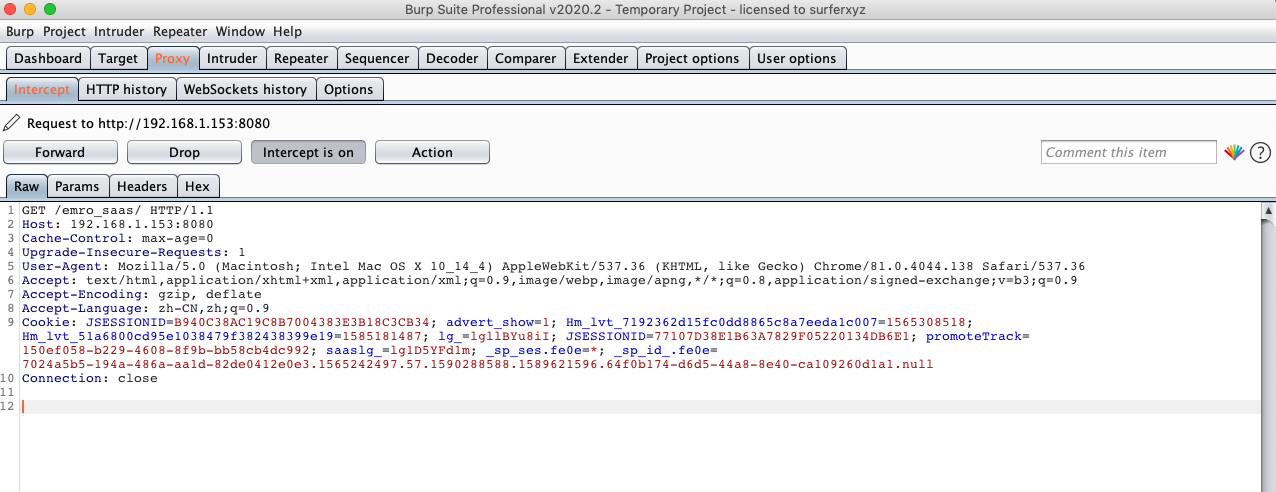 Burp Suite Professional v2020.2 - Temporary Project - licensed to surferxyz
Burp Project Intruder Repeater Window Help
Dashboard Target Proxy Intruder Repeater Sequencer Decoder Comparer Extender Project options User options
Intercept HTTP history WebSockets history Options
Request to http://192.168.1.153:8080
Forward Drop Intercept is on Action Comment this item ?
Raw Params Headers Hex
1 GET /emro_saas/ HTTP/1.1
2 Host: 192.168.1.153:8080
3 Cache-Control: max-age=0
4 Upgrade-Insecure-Requests: 1
5 User-Agent: Mozilla/5.0 (Macintosh; Intel Mac OS X 10_14_4) AppleWebKit/537.36 (KHTML, like Gecko) Chrome/81.0.4044.138 Safari/537.36
6 Accept: text/html,application/xhtml+xml,application/xml;q=0.9,image/webp,image/apng,*/*;q=0.8,application/signed-exchange;v=b3;q=0.9
7 Accept-Encoding: gzip, deflate
8 Accept-Language: zh-CN,zh;q=0.9
9 Cookie: JSESSIONID=B940C38AC19C8B7004383E3B18C3CB34; advert_show=1; Hm_lvt_7192362d15fc0dd8865c8a7eeda1c007=1565308518;
Hm_lvt_51a6800cd95e1038479f382438399e19=1585181487; lg_=lgllBYu8iI; JSESSIONID=77107D38E1B63A7829F05220134DB6E1; promoteTrack=
150ef058-b229-4608-8f9b-bb58cb4dc992; saaslg_=lg1D5YFd1m; _sp_ses.fe0e=*; _sp_id_.fe0e=
7024a5b5-194a-486a-aa1d-82de0412e0e3.1565242497.57.1590288588.1589621596.64f0b174-d6d5-44a8-8e40-ca109260d1a1.null
10 Connection: close
11
12